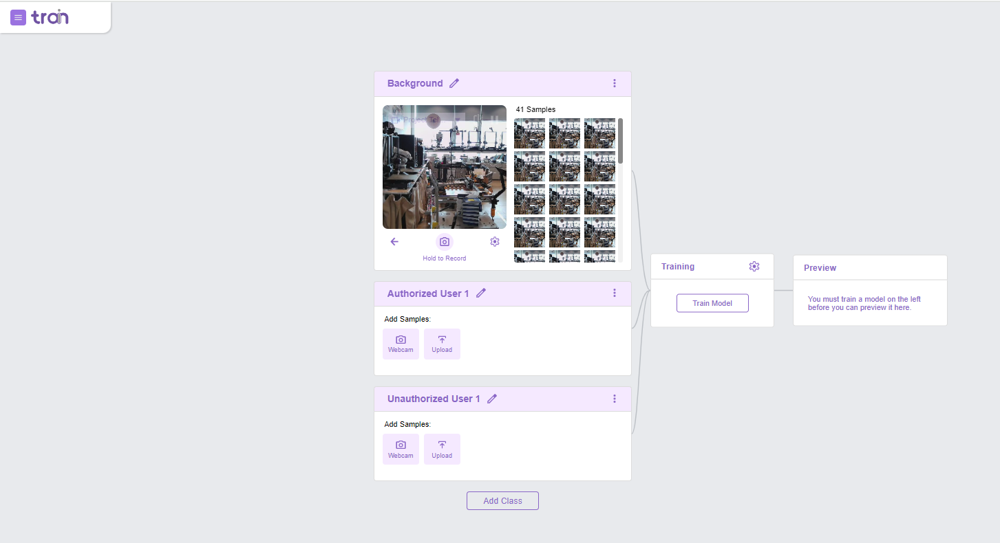 train
Background
41 Samples
Project Tell
Hold to Record
Authorized User 1
Add Samples:
Webcam
Upload
Unauthorized User 1
Add Samples:
Webcam
Upload
Add Class
Training
Train Model
Preview
You must train a model on the left
before you can preview it here.